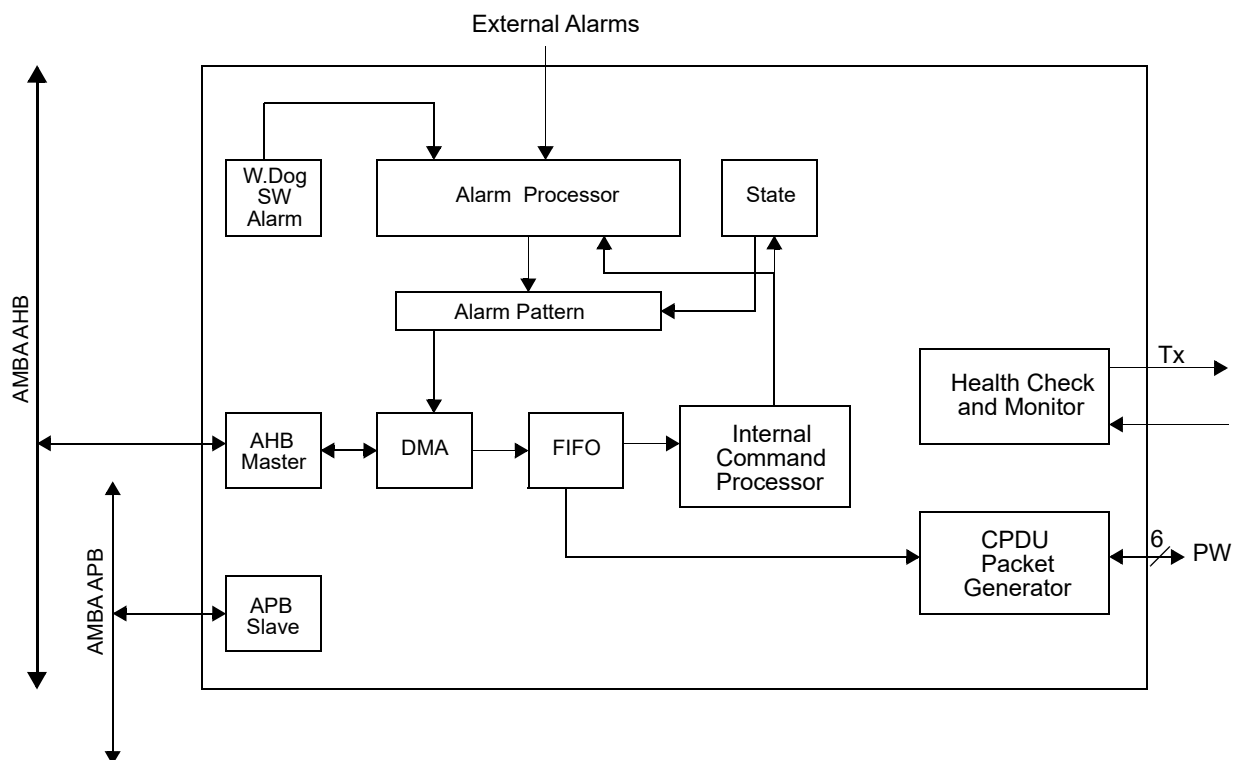 External Alarms
W.Dog
SW
Alarm
Alarm Processor
State
Alarm Pattern
AMBA AHB
Tx
Health Check
and Monitor
AHB
Master
DMA
FIFO
Internal
Command
Processor
AMBA APB
CPDU
Packet
Generator
6
PW
APB
Slave